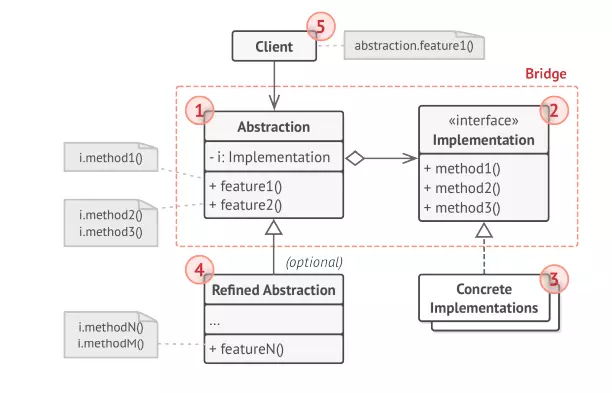 5
Client
abstraction.feature1()
Bridge
1
Abstraction
- i: Implementation
+ feature1()
+ feature2()
2
«interface»
Implementation
+ method1()
+ method2()
+ method3()
i.method1()
i.method2()
i.method3()
(optional)
4
Refined Abstraction
...
+ featureN()
3
Concrete
Implementations
i.methodN()
i.methodM()